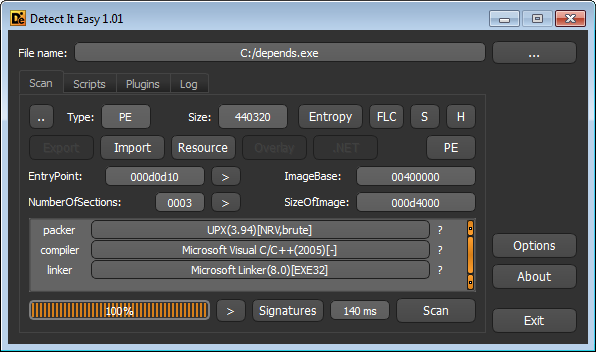 De Detect It Easy 1.01
File name: C:/depends.exe ...
Scan Scripts Plugins Log
.. Type: PE Size: 440320 Entropy FLC S H
Export Import Resource Overlay .NET PE
EntryPoint: 000d0d10 > ImageBase: 00400000
NumberOfSections: 0003 > SizeOfImage: 000d4000
packer UPX(3.94)[NRV,brute] ?
compiler Microsoft Visual C/C++(2005)[-] ?
linker Microsoft Linker(8.0)[EXE32] ?
Options
About
100% > Signatures 140 ms Scan
Exit